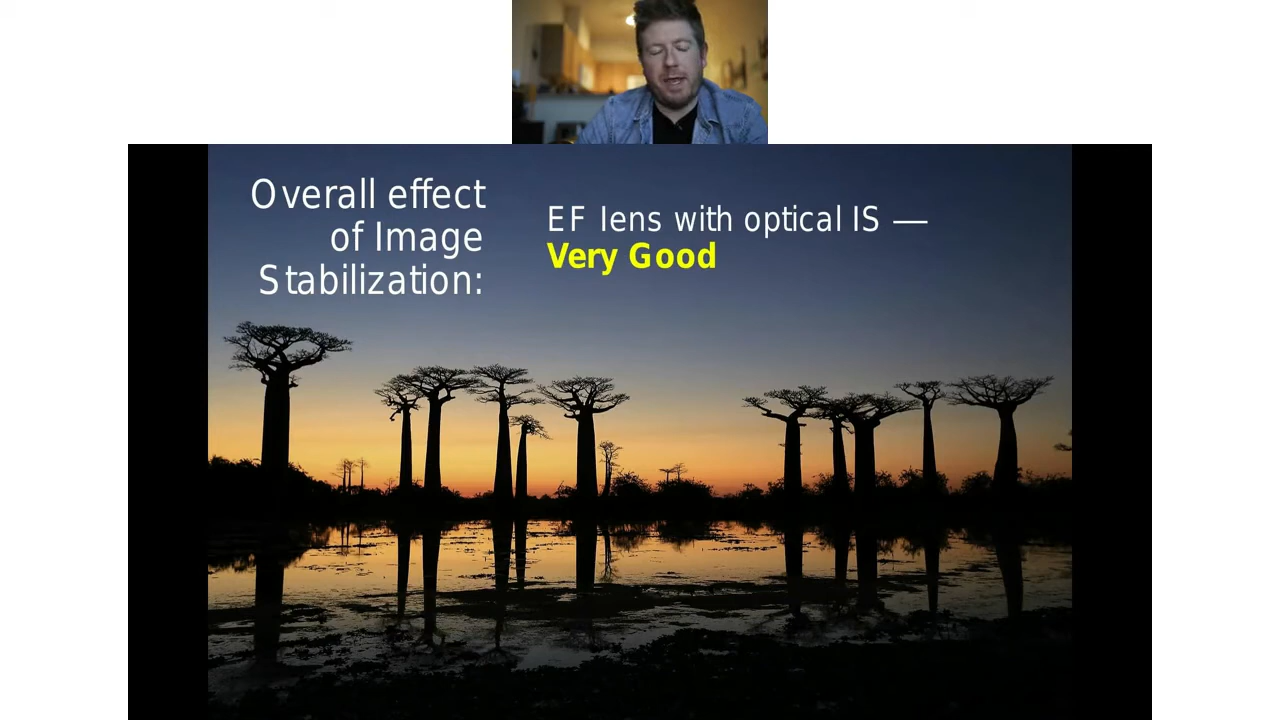 Overall effect
of Image
Stabilization:
EF lens with optical IS —
Very Good